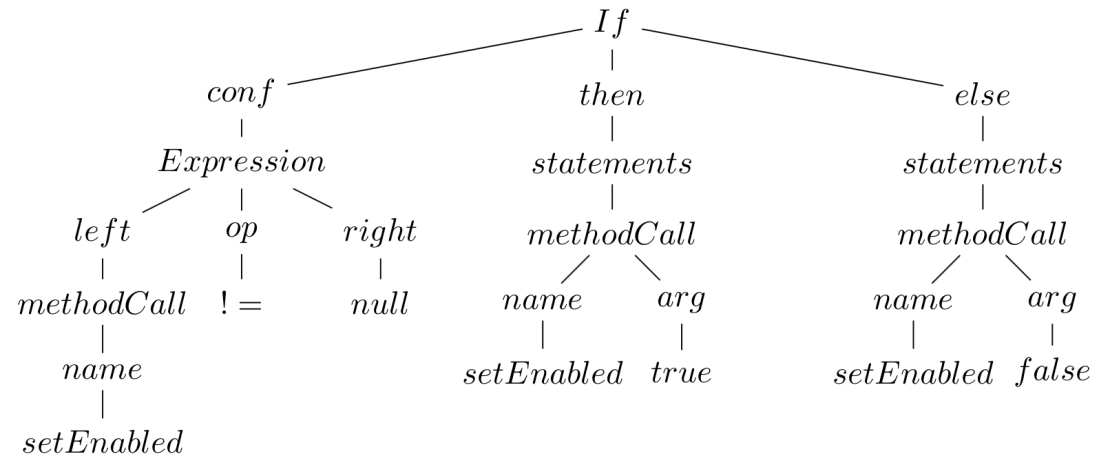 If
conf then else
Expression statements statements
left op right methodCall methodCall
methodCall != null name arg name arg
name setEnabled true setEnabled false
setEnabled